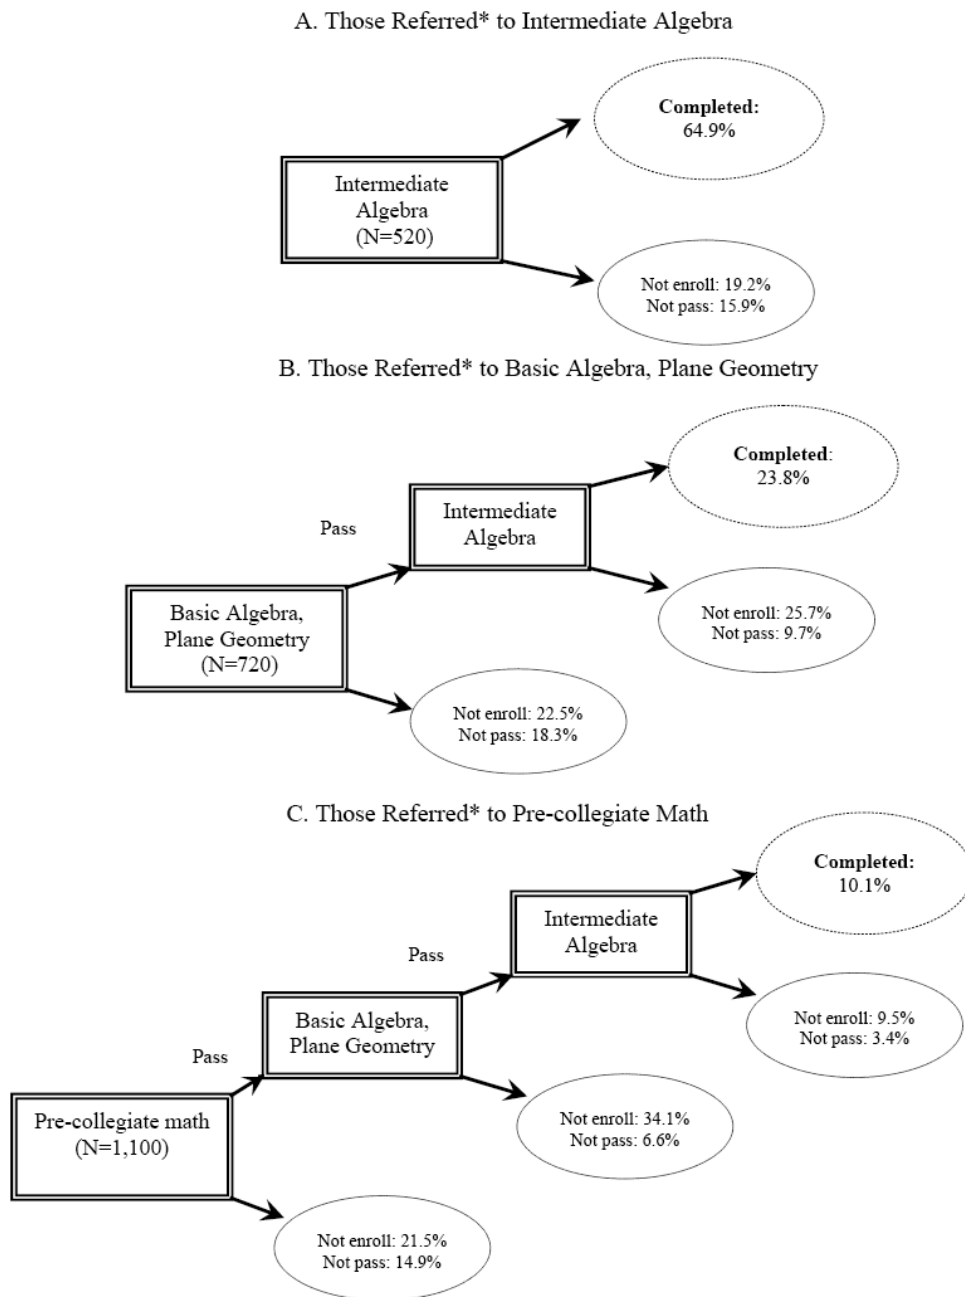 A. Those Referred* to Intermediate Algebra
Completed:
64.9%
Intermediate
Algebra
(N=520)
Not enroll: 19.2%
Not pass: 15.9%
B. Those Referred* to Basic Algebra, Plane Geometry
Completed:
23.8%
Pass
Intermediate
Algebra
Not enroll: 25.7%
Not pass: 9.7%
Basic Algebra,
Plane Geometry
(N=720)
Not enroll: 22.5%
Not pass: 18.3%
C. Those Referred* to Pre-collegiate Math
Completed:
10.1%
Intermediate
Algebra
Pass
Not enroll: 9.5%
Not pass: 3.4%
Basic Algebra,
Plane Geometry
Pass
Not enroll: 34.1%
Not pass: 6.6%
Pre-collegiate math
(N=1,100)
Not enroll: 21.5%
Not pass: 14.9%